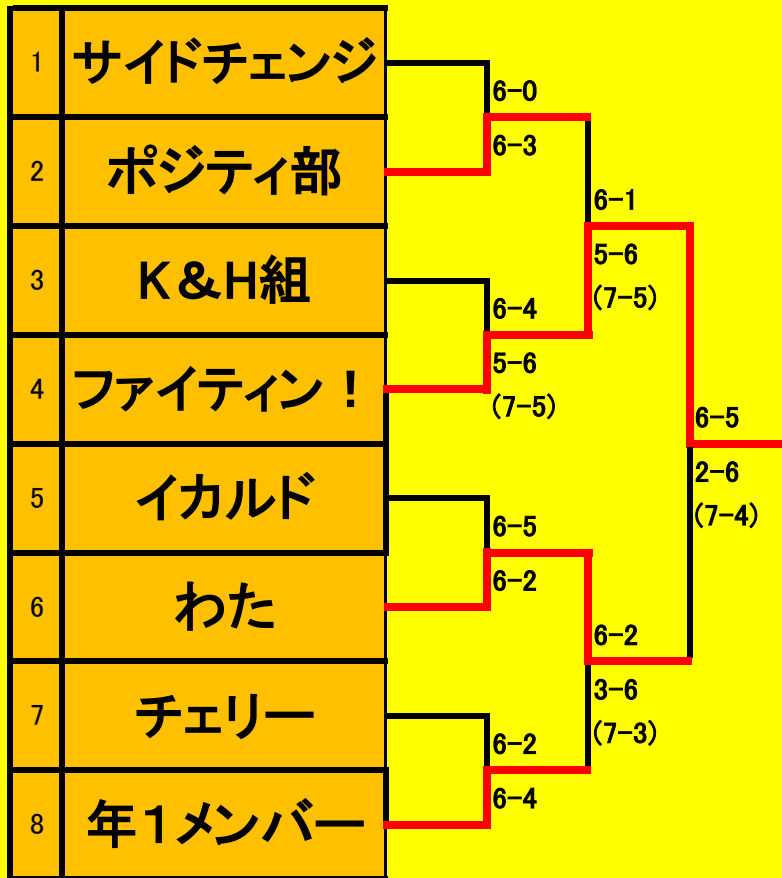 1 サイドチェンジ
6-0
6-3
2 ポジティ部
6-1
5-6
(7-5)
3 K&H組
6-4
5-6
(7-5)
4 ファイティン！
6-5
2-6
(7-4)
5 イカルド
6-5
6-2
6 わた
6-2
3-6
(7-3)
7 チェリー
6-2
6-4
8 年1メンバー